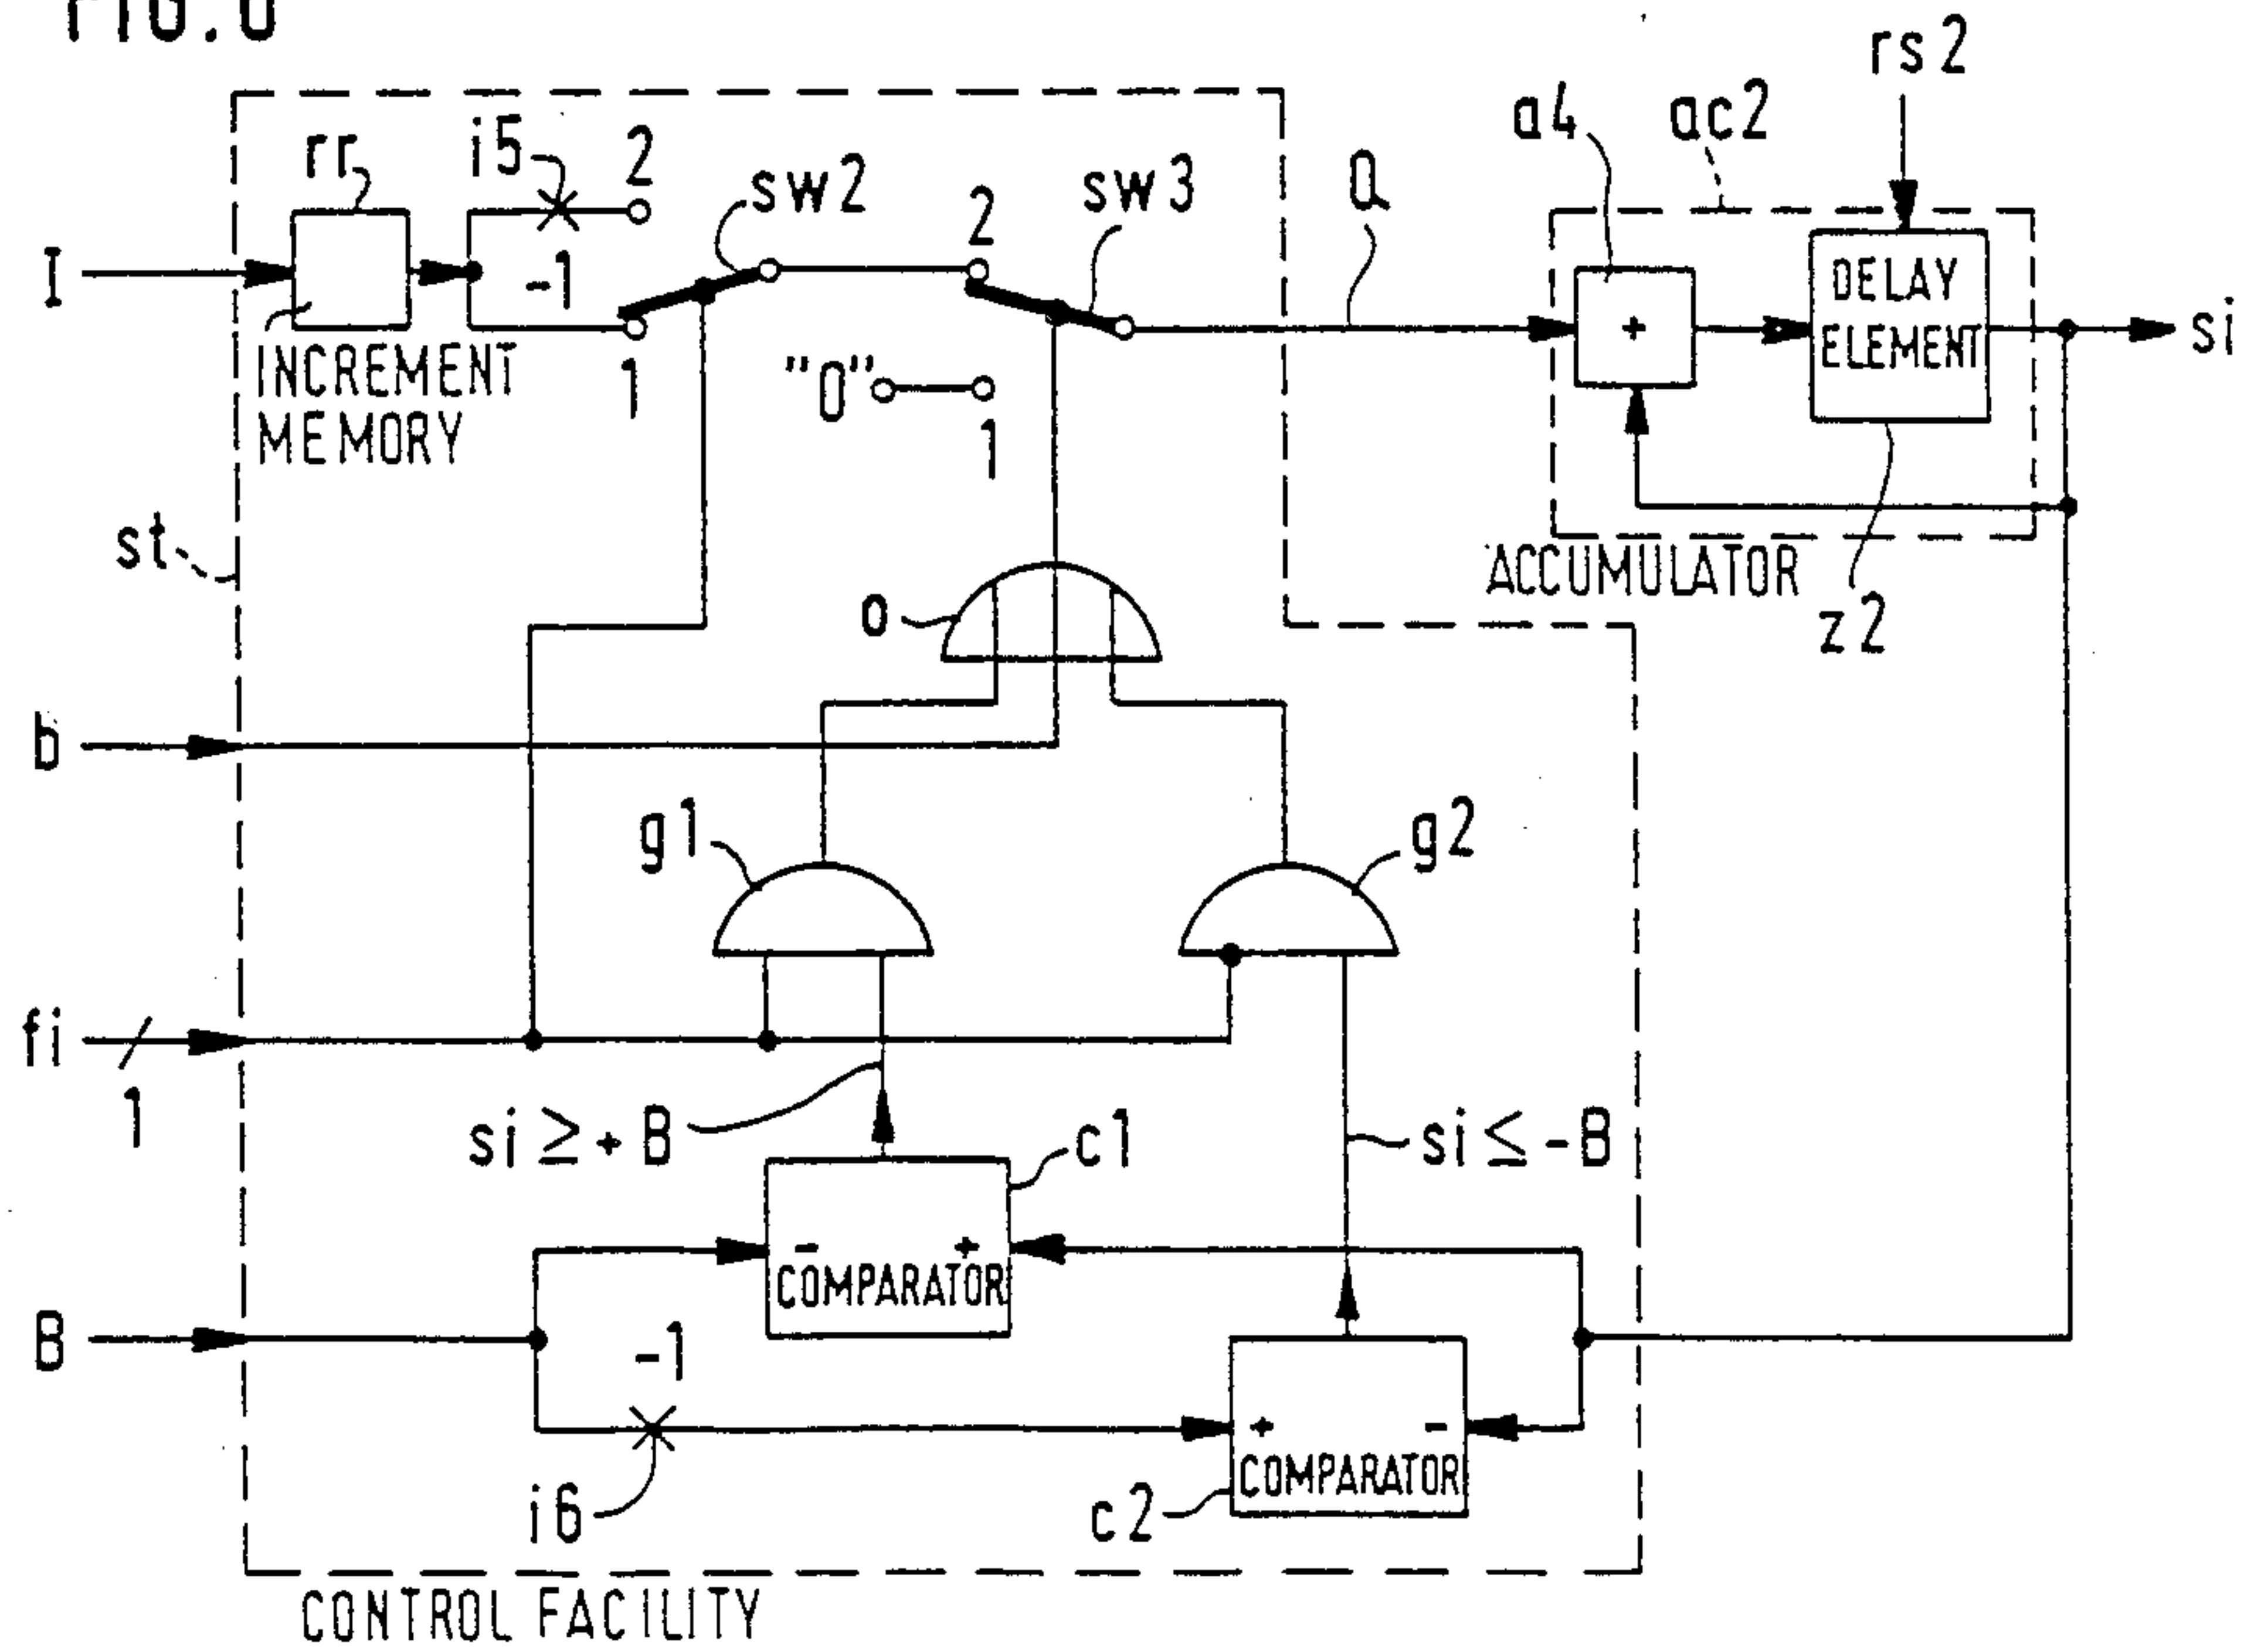 rs2
a4
ac2
rr
i5
2
sw2
2
sw3
Q
I
-1
DELAY
ELEMENT
+
si
INCREMENT
MEMORY
1
"0"
1
st
ACCUMULATOR
z2
o
b
g1
g2
fi
1
si ≥ + B
c1
si ≤ -B
- +
COMPARATOR
B
-1
+ -
COMPARATOR
i6
c2
CONTROL FACILITY